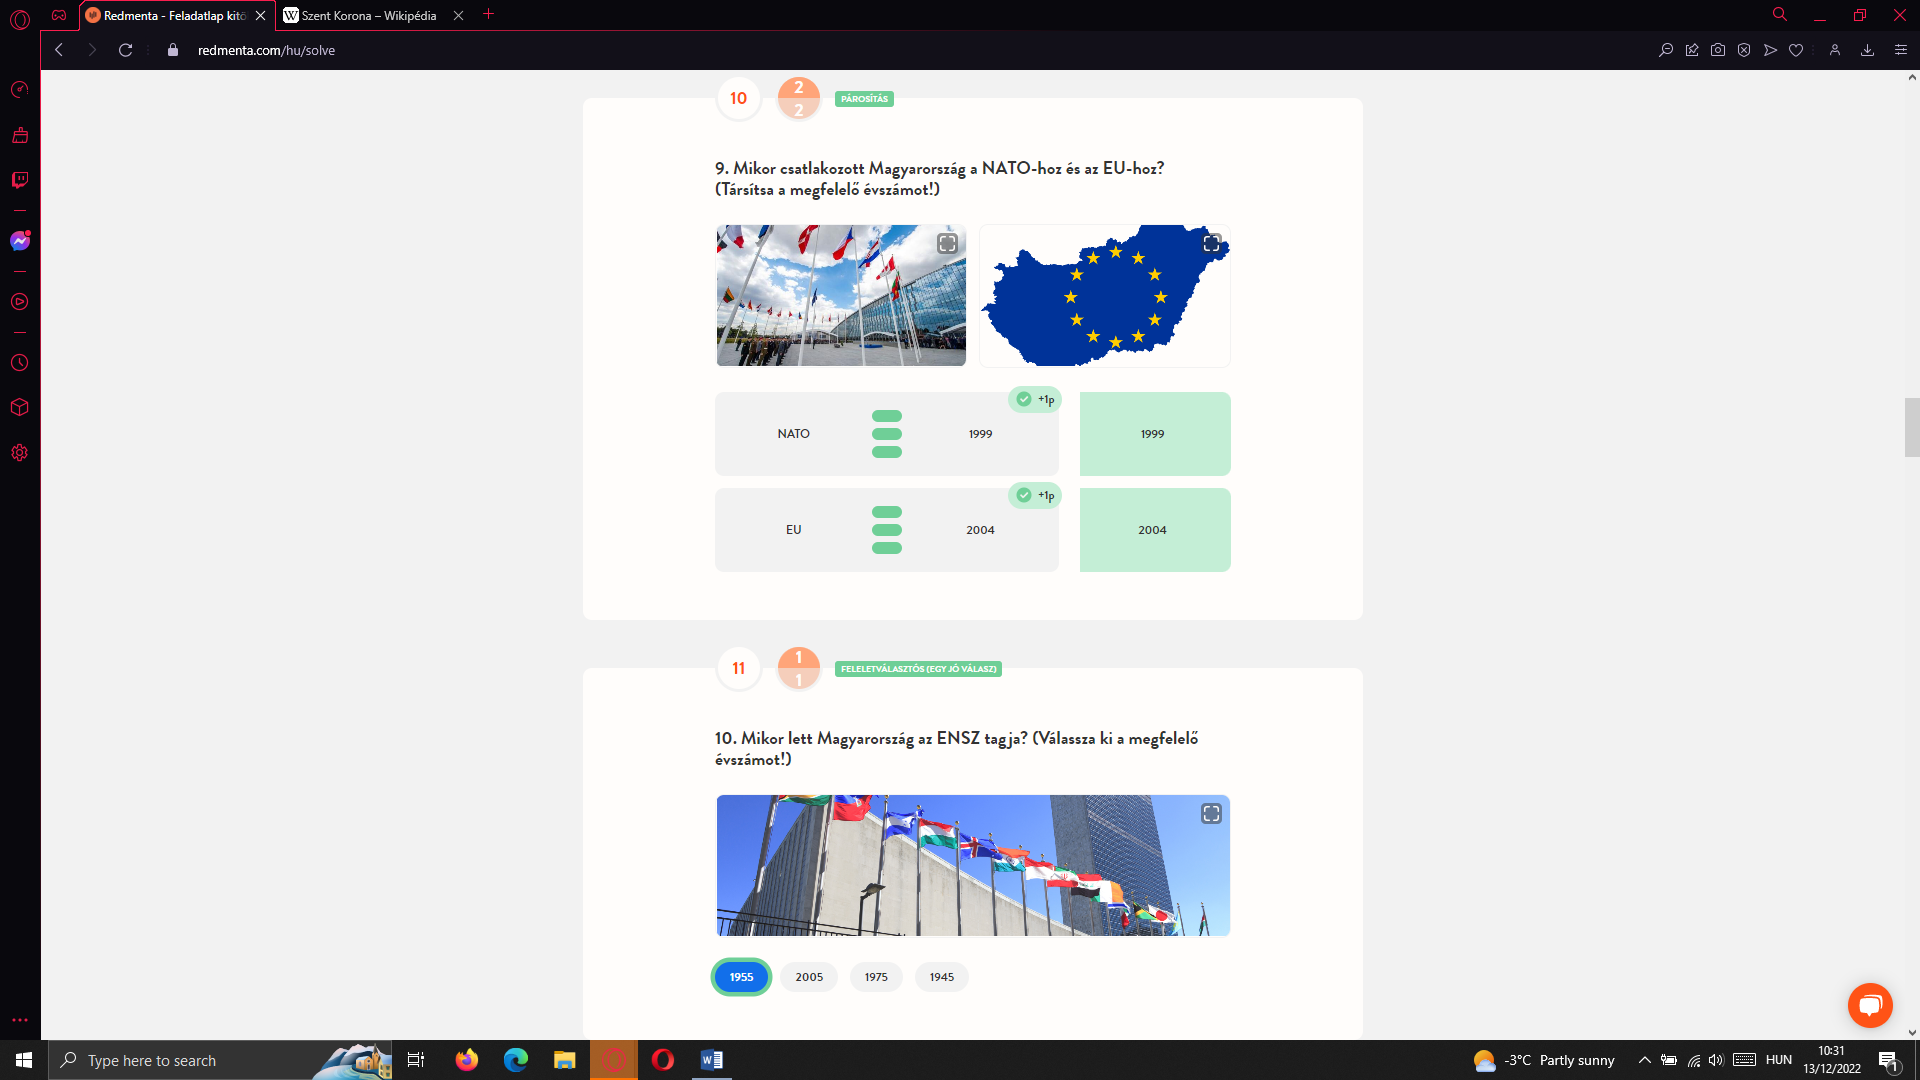 Redmenta - Feladatlap kitö
Szent Korona – Wikipédia
redmenta.com/hu/solve
10
2
2
PÁROSÍTÁS
9. Mikor csatlakozott Magyarország a NATO-hoz és az EU-hoz?
(Társítsa a megfelelő évszámot!)
+1p
NATO
1999
1999
+1p
EU
2004
2004
11
1
1
FELELETVÁLASZTÓS (EGY JÓ VÁLASZ)
10. Mikor lett Magyarország az ENSZ tagja? (Válassza ki a megfelelő
évszámot!)
1955
2005
1975
1945
Type here to search
-3°C Partly sunny
HUN
10:31
13/12/2022
1